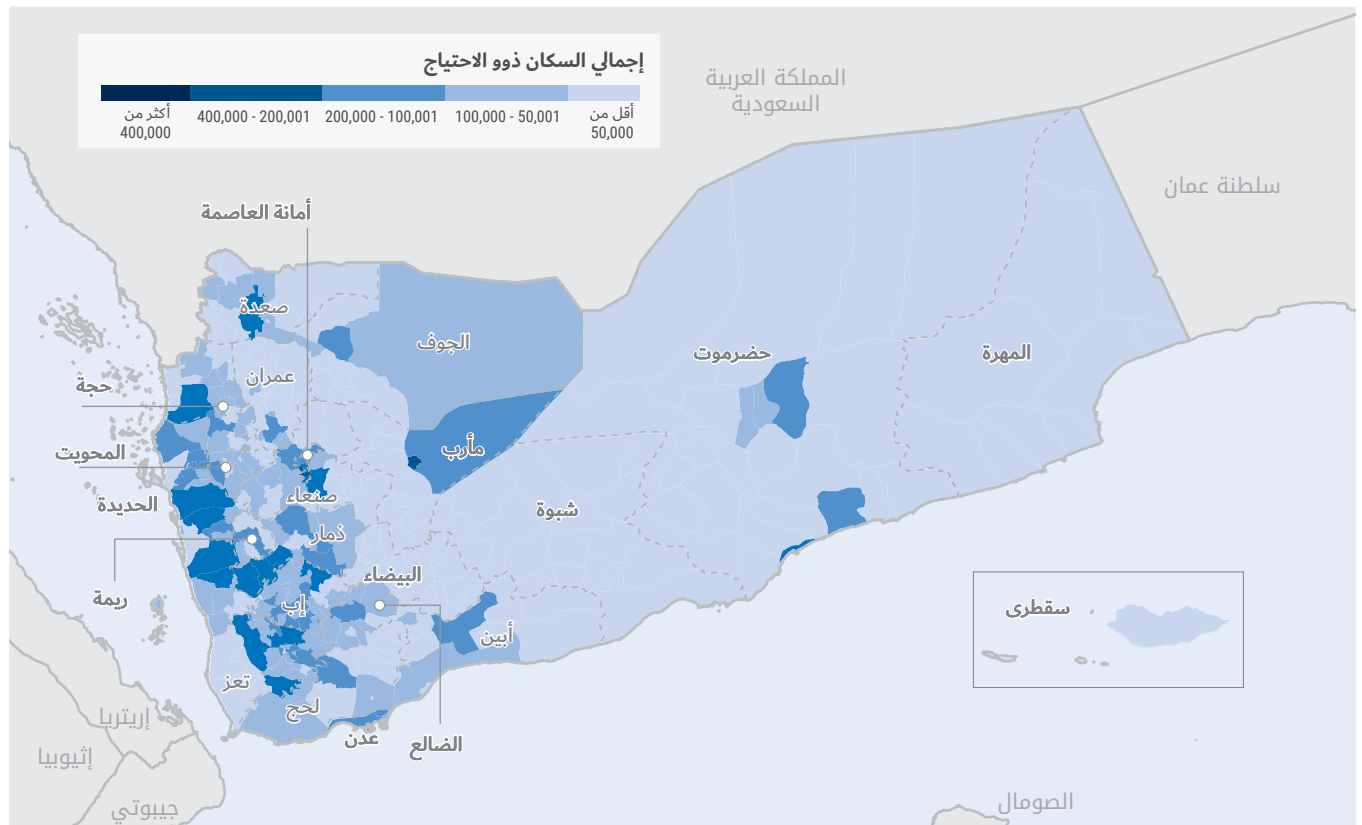 إجمالي السكان ذوو الاحتياج
أقل من
50,000
50,001 - 100,000
100,001 - 200,000
200,001 - 400,000
أكثر من
400,000
المملكة العربية
السعودية
سلطنة عمان
أمانة العاصمة
صعدة
الجوف
حضرموت
المهرة
عمران
حجة
مأرب
المحويت
صنعاء
الحديدة
شبوة
ذمار
البيضاء
ريمة
إب
سقطرى
أبين
تعز
لحج
إريتريا
عدن
الضالع
إثيوبيا
جيبوتي
الصومال